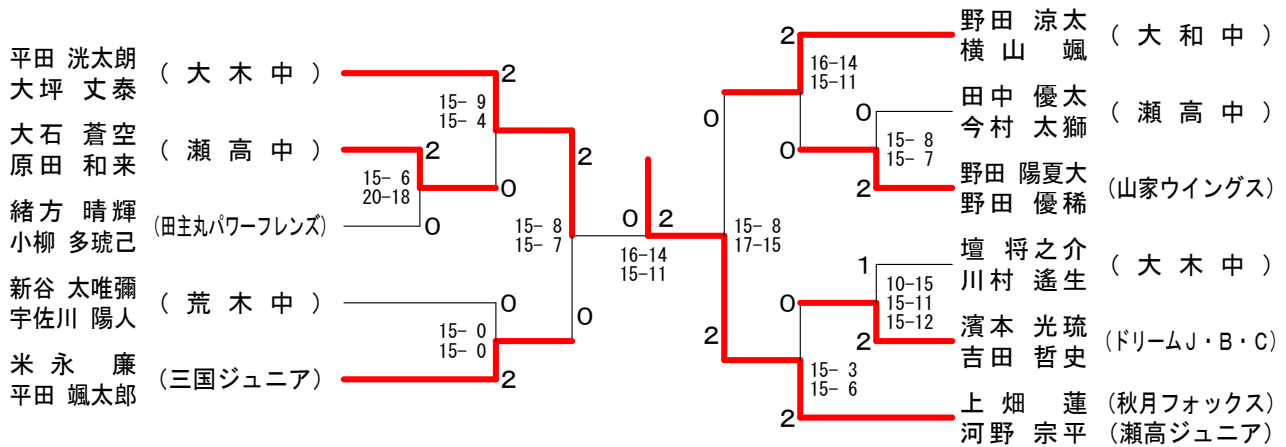 平田 洸太朗
大坪 丈泰
( 大 木 中 )
2
15- 9
15- 4
大石 蒼空
原田 和来
( 瀬 高 中 )
2
0
15- 6
20-18
緒方 晴輝
小柳 多琥己
(田主丸パワーフレンズ)
0
2
15- 8
15- 7
新谷 太唯彌
宇佐川 陽人
( 荒 木 中 )
0
0
15- 0
15- 0
米 永 廉
平田 颯太郎
(三国ジュニア)
2
0 2
16-14
15-11
野田 涼太
横山 颯
( 大 和 中 )
2
16-14
15-11
0
田中 優太
今村 太獅
( 瀬 高 中 )
0
0
15- 8
15- 7
野田 陽夏大
野田 優稀
(山家ウイングス)
2
15- 8
17-15
壇 将之介
川村 遙生
( 大 木 中 )
1
10-15
15-11
15-12
0
濱本 光琉
吉田 哲史
(ドリームJ・B・C)
2
2
15- 3
15- 6
上 畑 蓮
河野 宗平
(秋月フォックス)
(瀬高ジュニア)
2